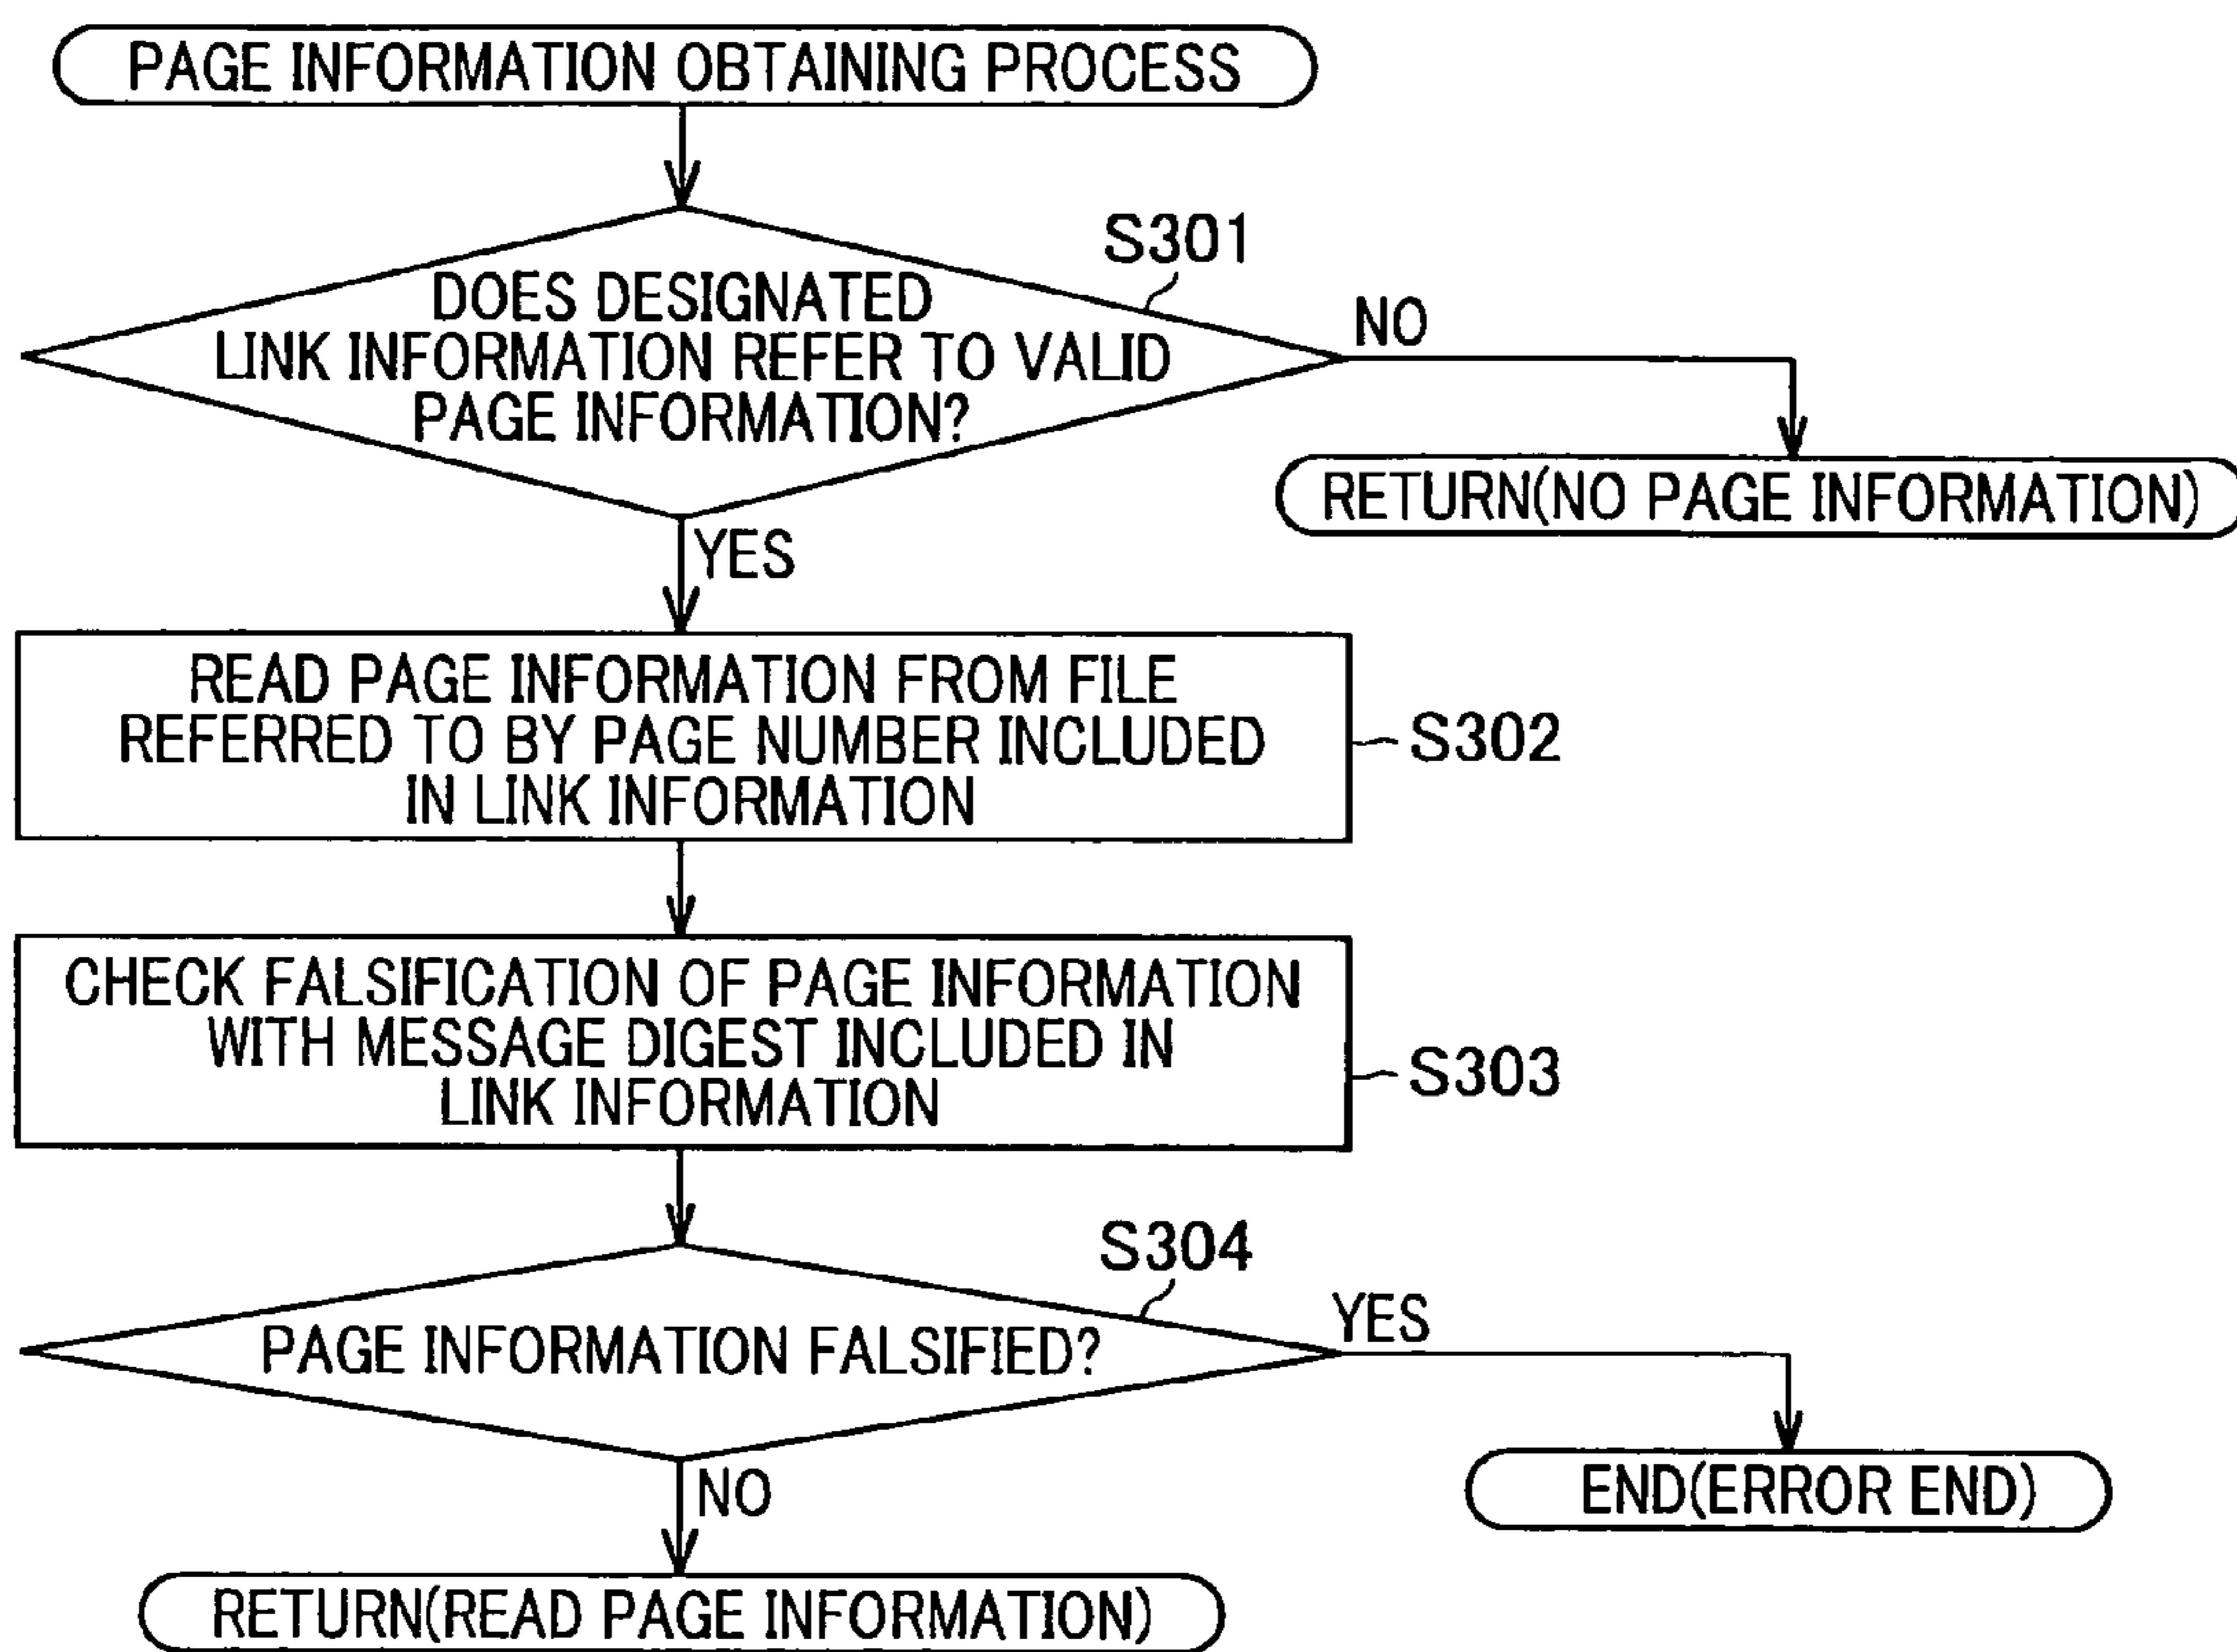 PAGE INFORMATION OBTAINING PROCESS
S301
DOES DESIGNATED
LINK INFORMATION REFER TO VALID
PAGE INFORMATION?
NO
RETURN(NO PAGE INFORMATION)
YES
READ PAGE INFORMATION FROM FILE
REFERRED TO BY PAGE NUMBER INCLUDED
IN LINK INFORMATION
S302
CHECK FALSIFICATION OF PAGE INFORMATION
WITH MESSAGE DIGEST INCLUDED IN
LINK INFORMATION
S303
S304
PAGE INFORMATION FALSIFIED?
YES
END(ERROR END)
NO
RETURN(READ PAGE INFORMATION)